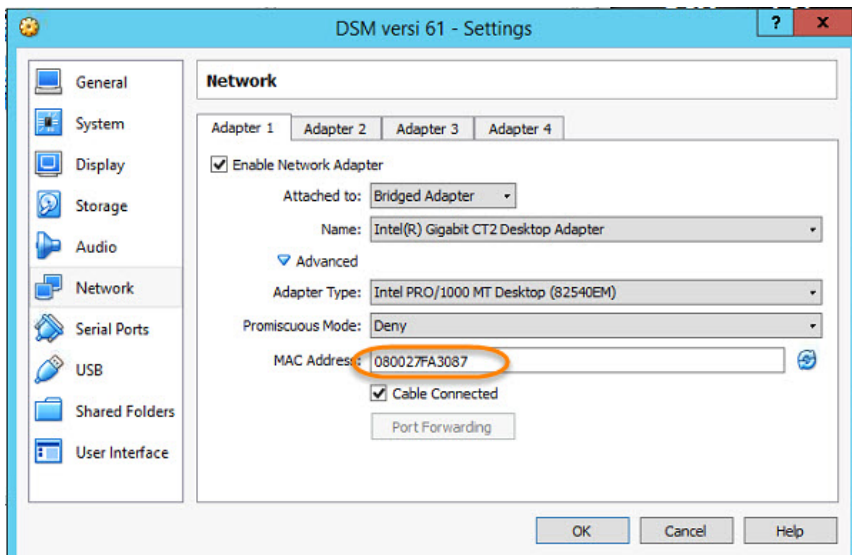 DSM versi 61 - Settings
? x
General
System
Display
Storage
Audio
Network
Serial Ports
USB
Shared Folders
User Interface
Network
Adapter 1 Adapter 2 Adapter 3 Adapter 4
Enable Network Adapter
Attached to: Bridged Adapter
Name: Intel(R) Gigabit CT2 Desktop Adapter
Advanced
Adapter Type: Intel PRO/1000 MT Desktop (82540EM)
Promiscuous Mode: Deny
MAC Address: 080027FA3087
Cable Connected
Port Forwarding
OK Cancel Help